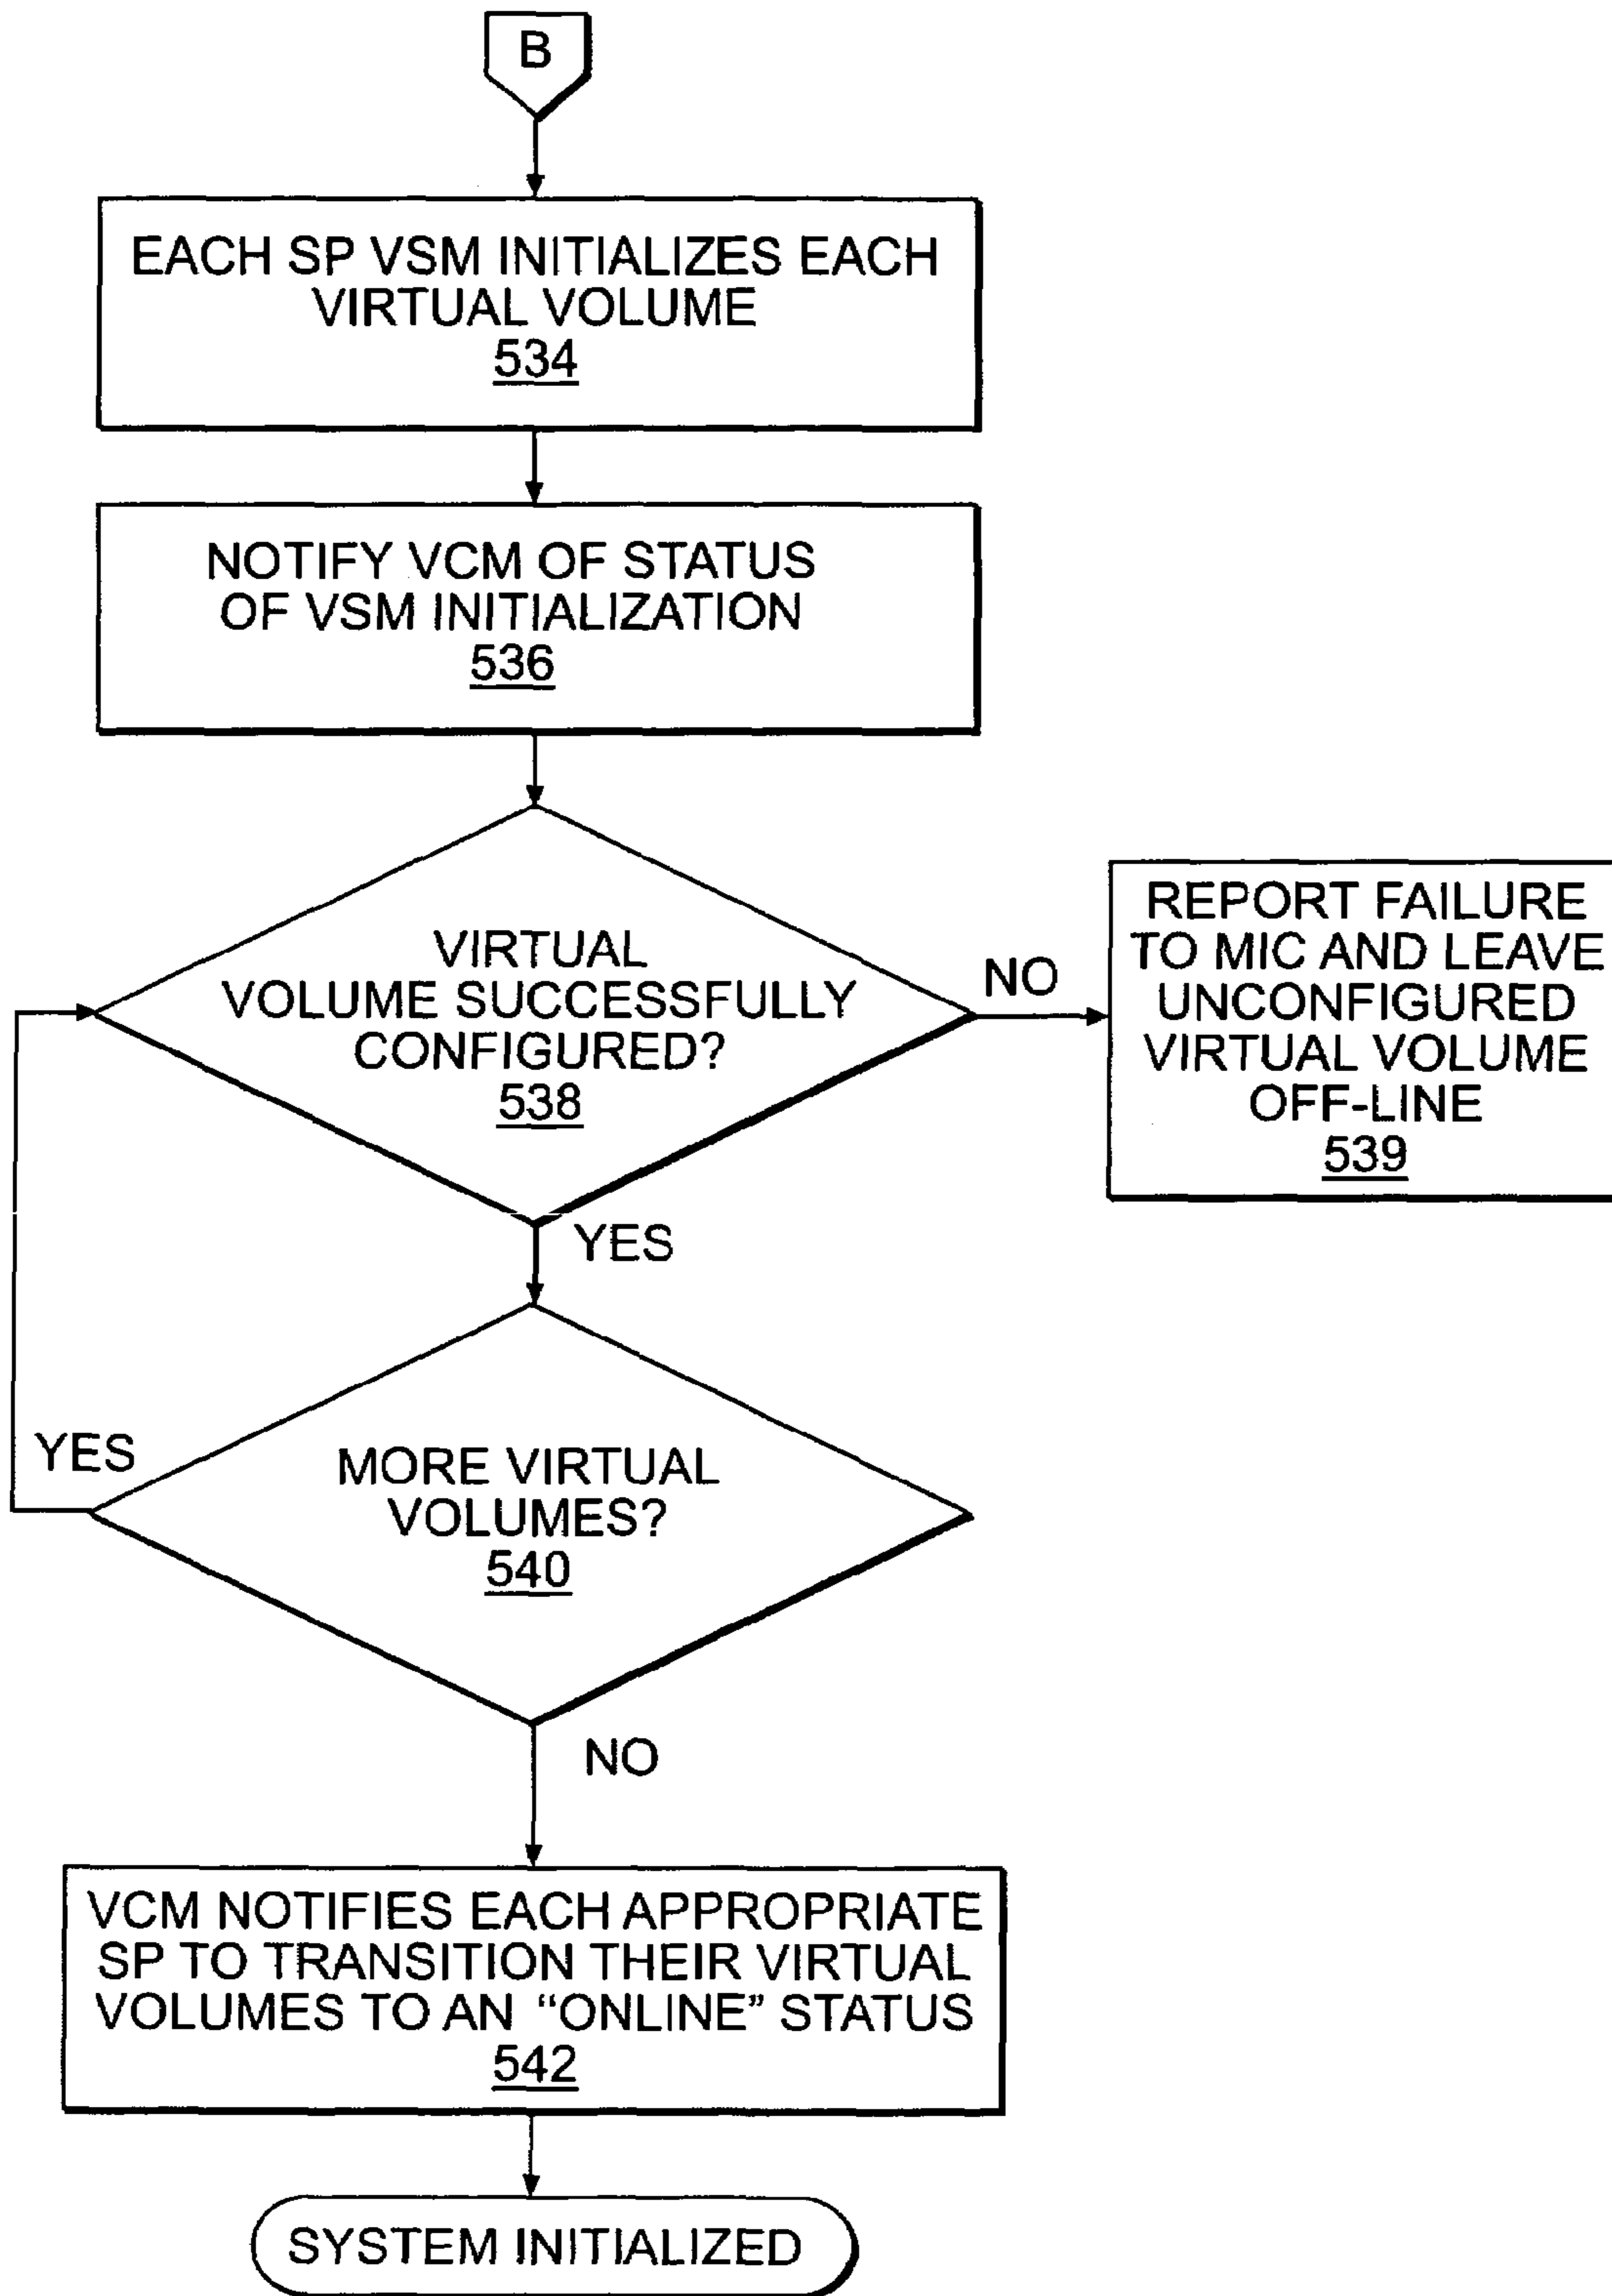 B
EACH SP VSM INITIALIZES EACH
VIRTUAL VOLUME
534
NOTIFY VCM OF STATUS
OF VSM INITIALIZATION
536
VIRTUAL
VOLUME SUCCESSFULLY
CONFIGURED?
538
NO
REPORT FAILURE
TO MIC AND LEAVE
UNCONFIGURED
VIRTUAL VOLUME
OFF-LINE
539
YES
YES
MORE VIRTUAL
VOLUMES?
540
NO
VCM NOTIFIES EACH APPROPRIATE
SP TO TRANSITION THEIR VIRTUAL
VOLUMES TO AN “ONLINE” STATUS
542
SYSTEM INITIALIZED